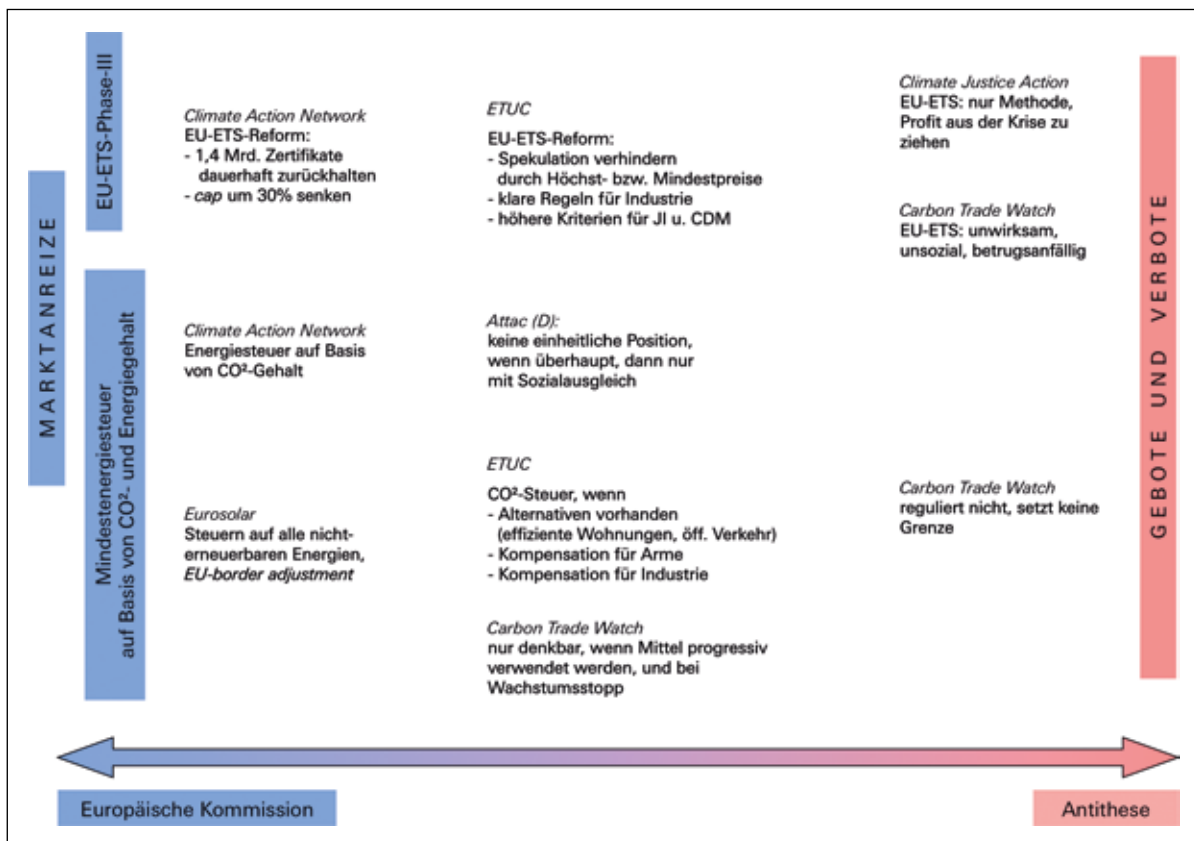 MARKTANREIZE
EU-ETS-Phase-III
Climate Action Network
EU-ETS-Reform:
- 1,4 Mrd. Zertifikate
dauerhaft zurückhalten
- cap um 30% senken
ETUC
EU-ETS-Reform:
- Spekulation verhindern
durch Höchst- bzw. Mindestpreise
- klare Regeln für Industrie
- höhere Kriterien für JI u. CDM
Climate Justice Action
EU-ETS: nur Methode,
Profit aus der Krise zu
ziehen
Carbon Trade Watch
EU-ETS: unwirksam,
unsozial, betrugsanfällig
Mindestenergiesteuer
auf Basis von CO²- und Energiegehalt
Climate Action Network
Energiesteuer auf Basis
von CO²-Gehalt
Eurosolar
Steuern auf alle nicht-
erneuerbaren Energien,
EU-border adjustment
Attac (D):
keine einheitliche Position,
wenn überhaupt, dann nur
mit Sozialausgleich
ETUC
CO²-Steuer, wenn
- Alternativen vorhanden
(effiziente Wohnungen, öff. Verkehr)
- Kompensation für Arme
- Kompensation für Industrie
Carbon Trade Watch
nur denkbar, wenn Mittel progressiv
verwendet werden, und bei
Wachstumsstopp
Carbon Trade Watch
reguliert nicht, setzt keine
Grenze
GEBOTE UND VERBOTE
Europäische Kommission
Antithese